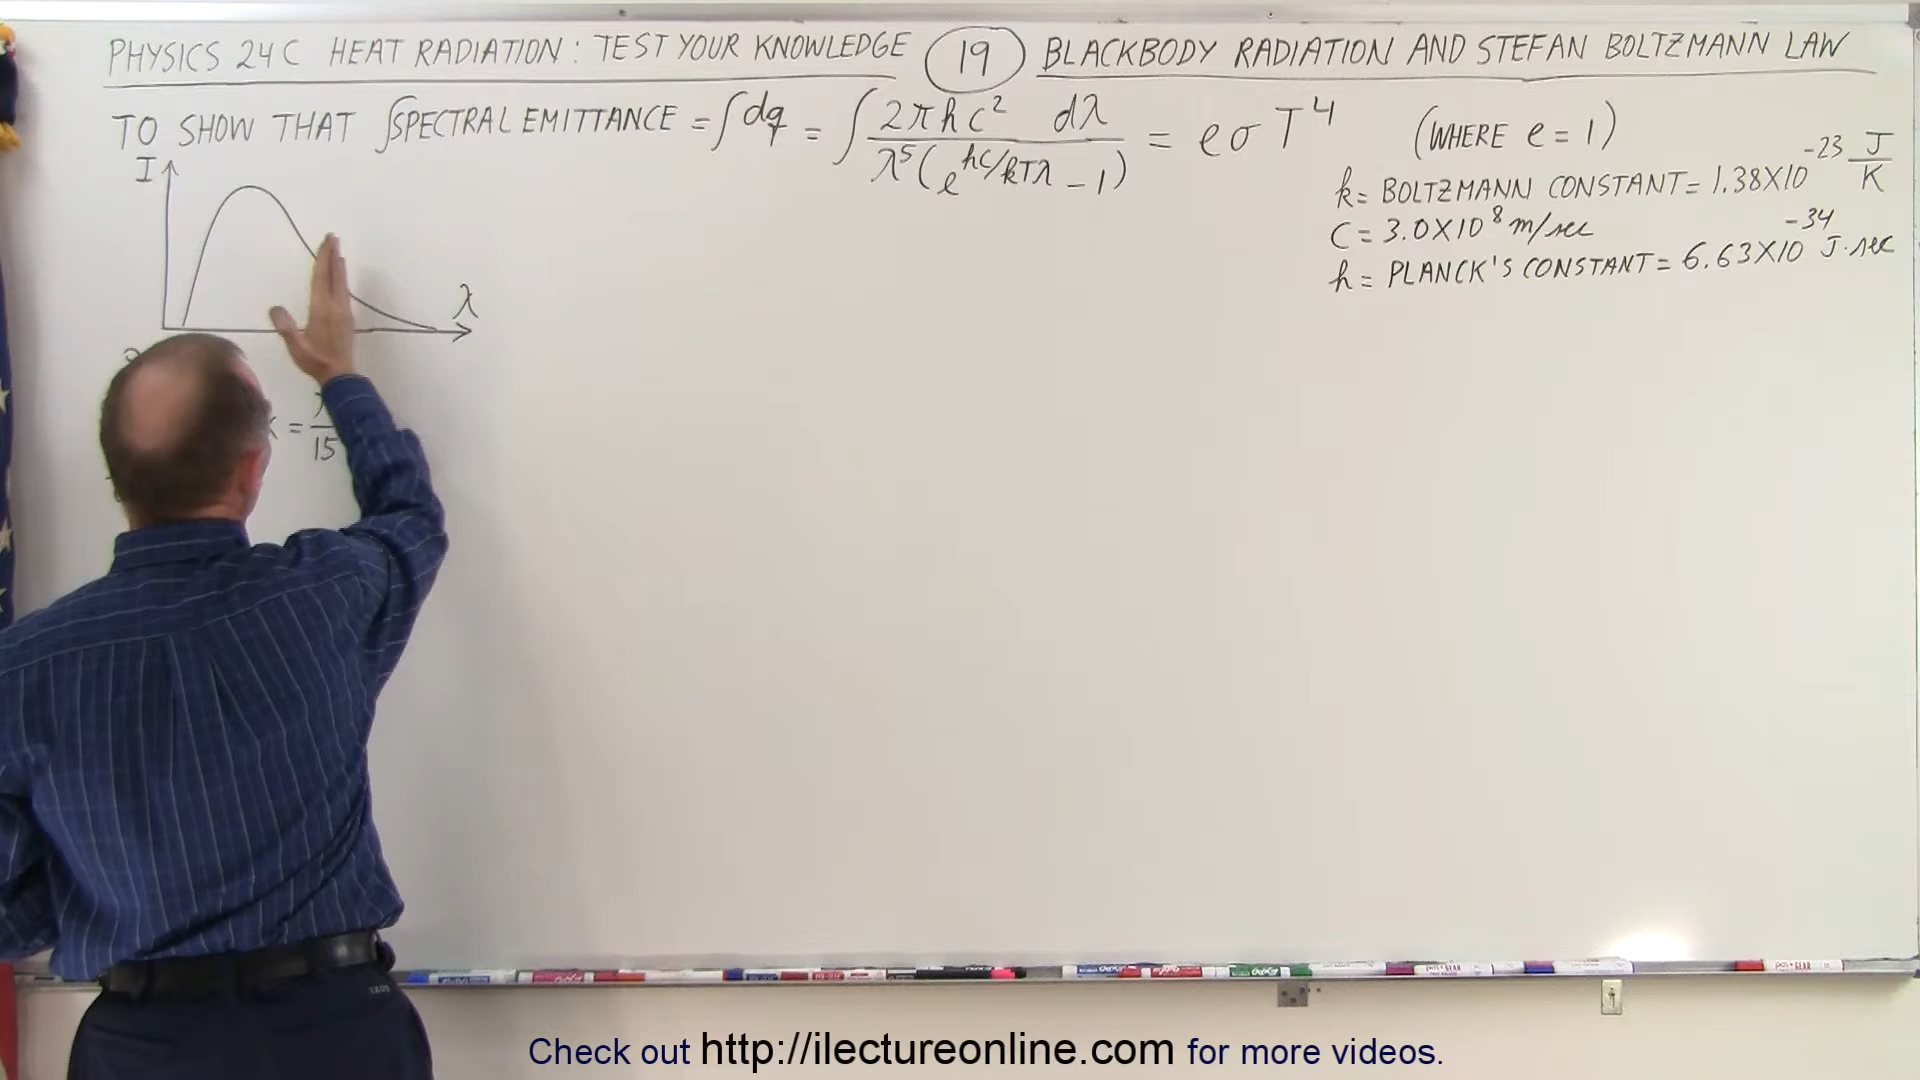 PHYSICS 24C HEAT RADIATION: TEST YOUR KNOWLEDGE 19 BLACKBODY RADIATION AND STEFAN BOLTZMANN LAW
TO SHOW THAT ∫SPECTRAL EMITTANCE = ∫dq = ∫ 2πhc² dλ / λ⁵(e^(hc/kTλ) - 1) = eσT⁴ (WHERE e = 1)
I
λ
k = BOLTZMANN CONSTANT = 1.38X10⁻²³ J/K
C = 3.0X10⁸ m/sec
h = PLANCK'S CONSTANT = 6.63X10⁻³⁴ J·sec
= 15
Check out http://ilectureonline.com for more videos.